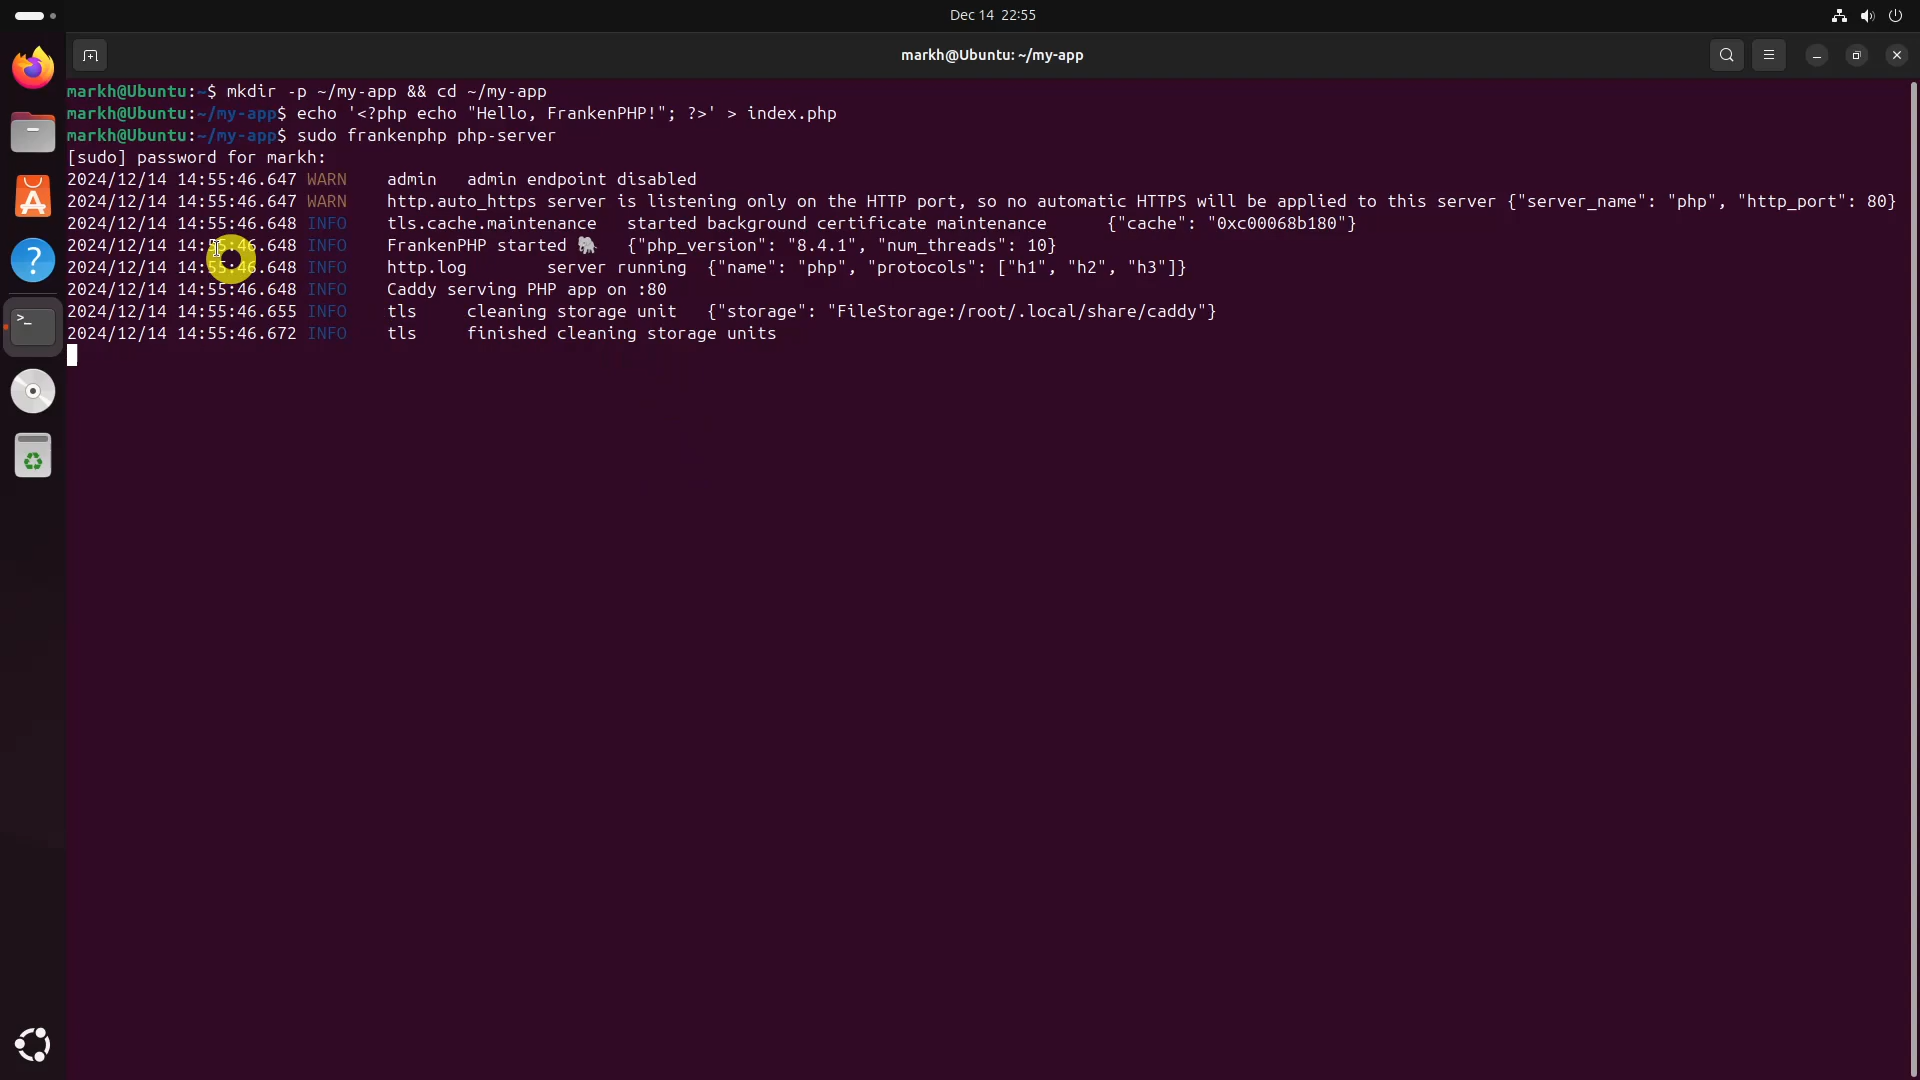 Dec 14 22:55
markh@Ubuntu: ~/my-app
markh@Ubuntu:~$ mkdir -p ~/my-app && cd ~/my-app
markh@Ubuntu:~/my-app$ echo '<?php echo "Hello, FrankenPHP!"; ?>' > index.php
markh@Ubuntu:~/my-app$ sudo frankenphp php-server
[sudo] password for markh:
2024/12/14 14:55:46.647 WARN    admin   admin endpoint disabled
2024/12/14 14:55:46.647 WARN    http.auto_https server is listening only on the HTTP port, so no automatic HTTPS will be applied to this server {"server_name": "php", "http_port": 80}
2024/12/14 14:55:46.648 INFO    tls.cache.maintenance   started background certificate maintenance      {"cache": "0xc00068b180"}
2024/12/14 14:55:46.648 INFO    FrankenPHP started 🐘   {"php_version": "8.4.1", "num_threads": 10}
2024/12/14 14:55:46.648 INFO    http.log        server running  {"name": "php", "protocols": ["h1", "h2", "h3"]}
2024/12/14 14:55:46.648 INFO    Caddy serving PHP app on :80
2024/12/14 14:55:46.655 INFO    tls     cleaning storage unit   {"storage": "FileStorage:/root/.local/share/caddy"}
2024/12/14 14:55:46.672 INFO    tls     finished cleaning storage units